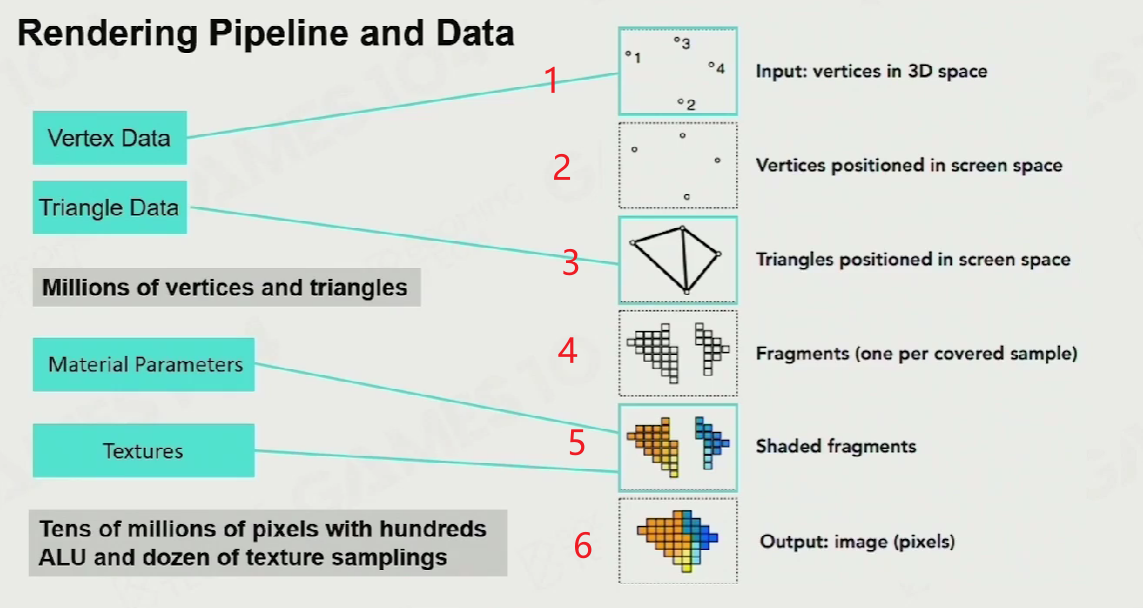 Rendering Pipeline and Data
1
Vertex Data
Triangle Data
Millions of vertices and triangles
Material Parameters
Textures
Tens of millions of pixels with hundreds
ALU and dozen of texture samplings
1
3
4
2
Input: vertices in 3D space
2
Vertices positioned in screen space
3
Triangles positioned in screen space
4
Fragments (one per covered sample)
5
Shaded fragments
6
Output: image (pixels)